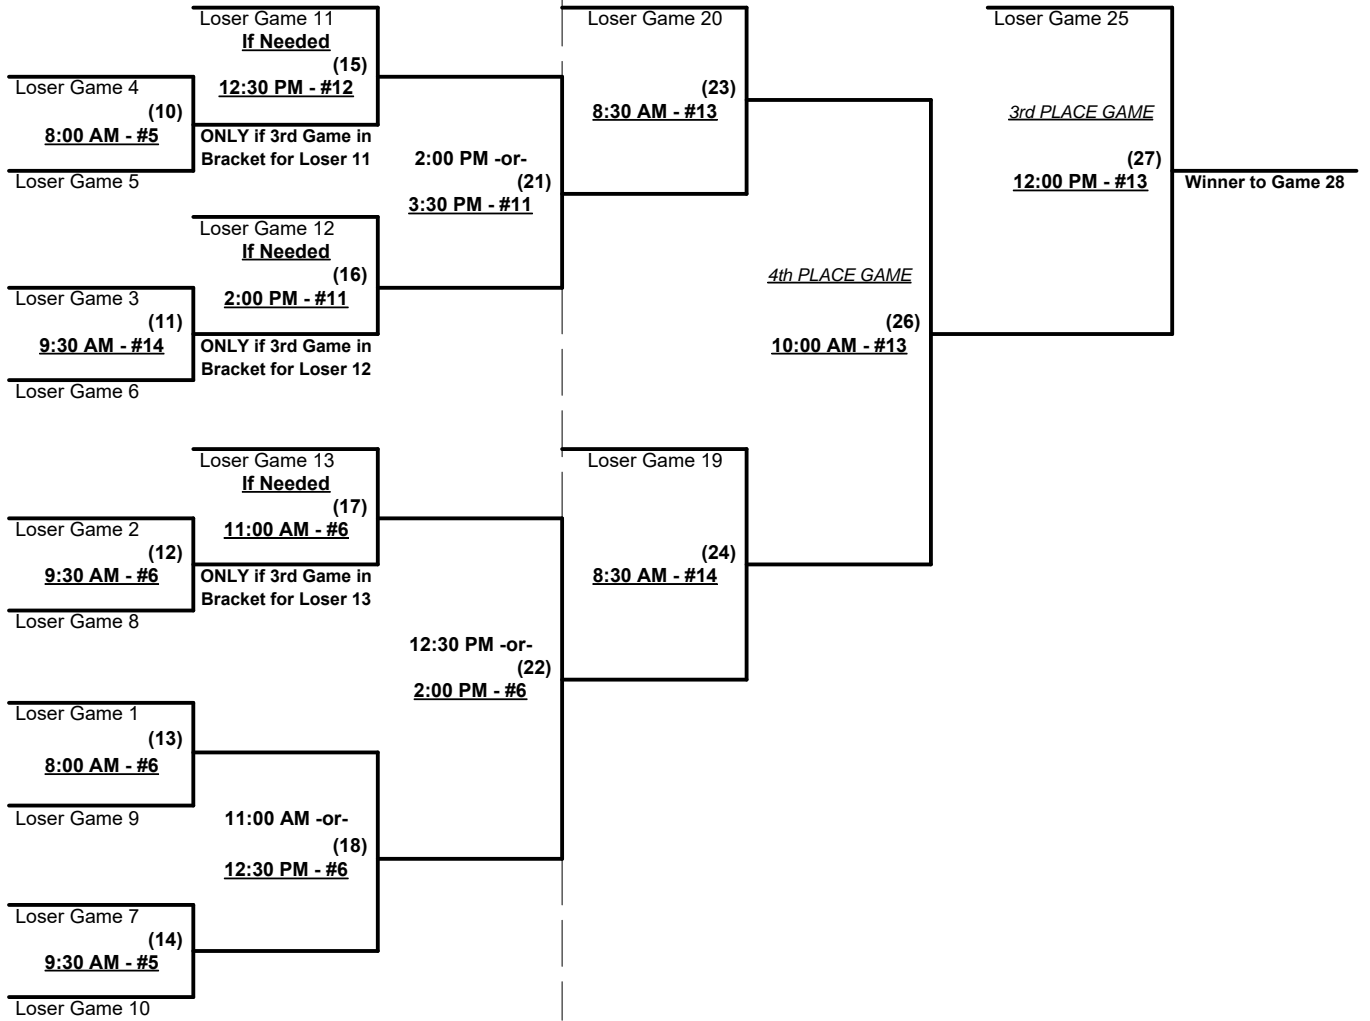 Loser Game 11
If Needed
(15)
12:30 PM - #12
Loser Game 4
(10)
8:00 AM - #5
Loser Game 5
ONLY if 3rd Game in
Bracket for Loser 11
Loser Game 12
If Needed
(16)
2:00 PM - #11
Loser Game 3
(11)
9:30 AM - #14
Loser Game 6
ONLY if 3rd Game in
Bracket for Loser 12
2:00 PM -or-
(21)
3:30 PM - #11
Loser Game 20
(23)
8:30 AM - #13
Loser Game 25
3rd PLACE GAME
(27)
12:00 PM - #13
Winner to Game 28
4th PLACE GAME
(26)
10:00 AM - #13
Loser Game 13
If Needed
(17)
11:00 AM - #6
Loser Game 2
(12)
9:30 AM - #6
Loser Game 8
ONLY if 3rd Game in
Bracket for Loser 13
Loser Game 19
(24)
8:30 AM - #14
12:30 PM -or-
(22)
2:00 PM - #6
Loser Game 1
(13)
8:00 AM - #6
Loser Game 9
11:00 AM -or-
(18)
12:30 PM - #6
Loser Game 7
(14)
9:30 AM - #5
Loser Game 10